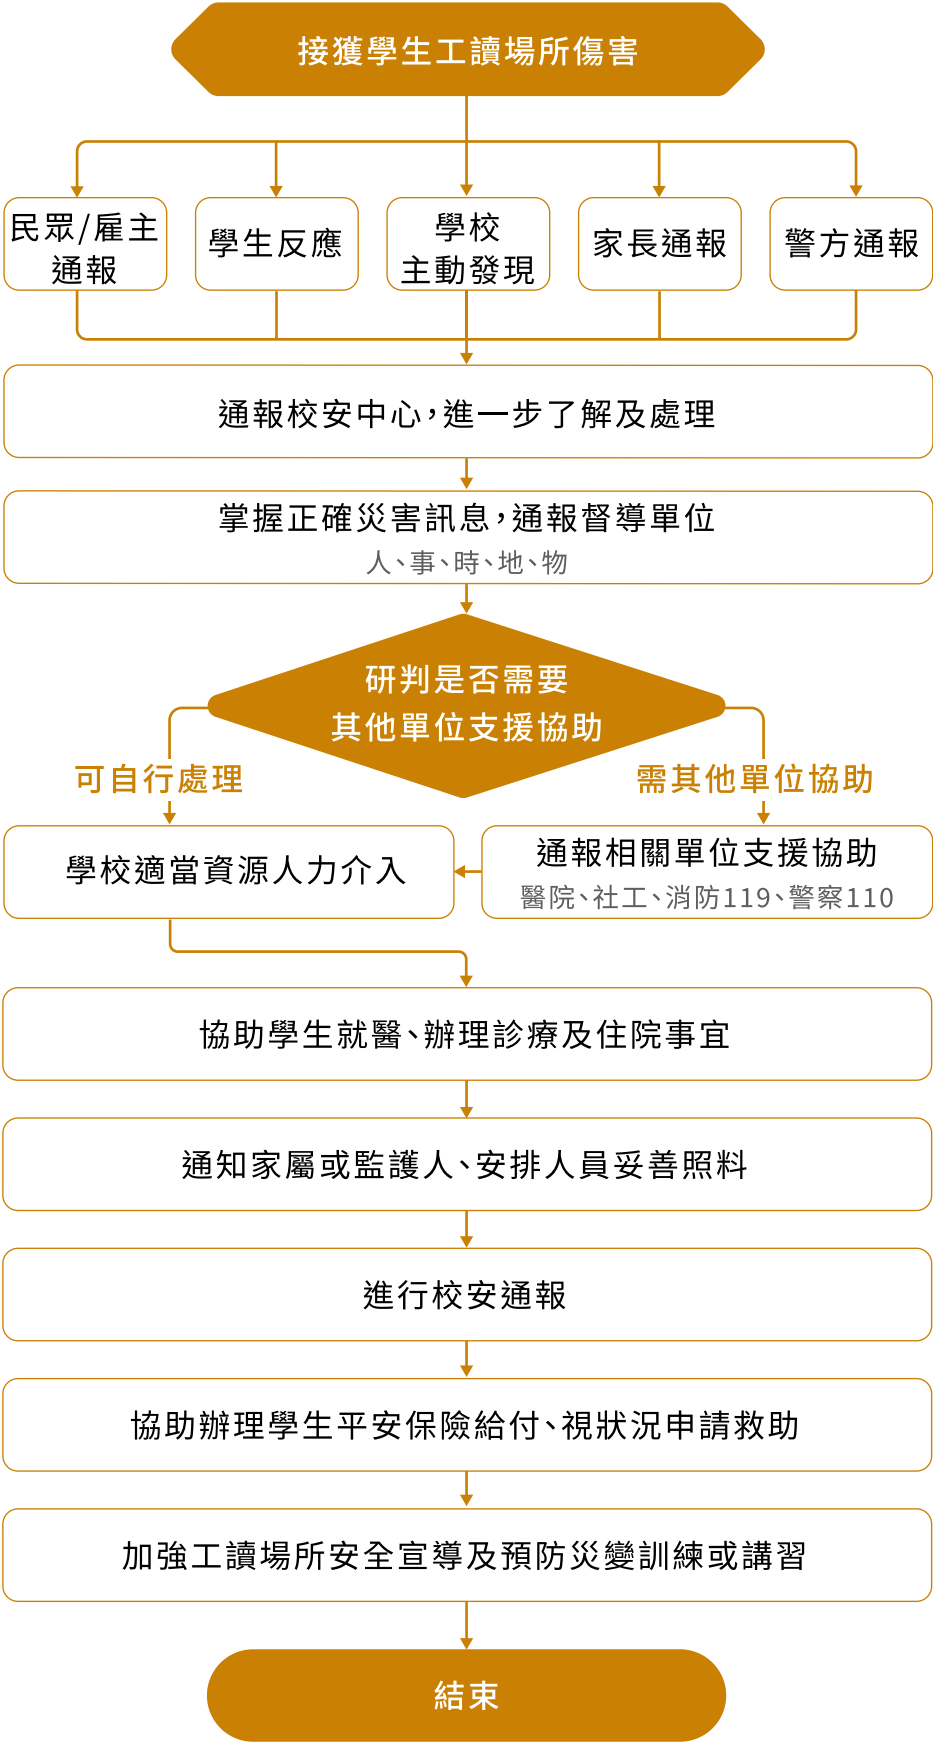 接獲學生工讀場所傷害
民眾/雇主
通報
學生反應
學校
主動發現
家長通報
警方通報
通報校安中心,進一步了解及處理
掌握正確災害訊息,通報督導單位
人、事、時、地、物
研判是否需要
其他單位支援協助
可自行處理
需其他單位協助
學校適當資源人力介入
通報相關單位支援協助
醫院、社工、消防119、警察110
協助學生就醫、辦理診療及住院事宜
通知家屬或監護人、安排人員妥善照料
進行校安通報
協助辦理學生平安保險給付、視狀況申請救助
加強工讀場所安全宣導及預防災變訓練或講習
結束